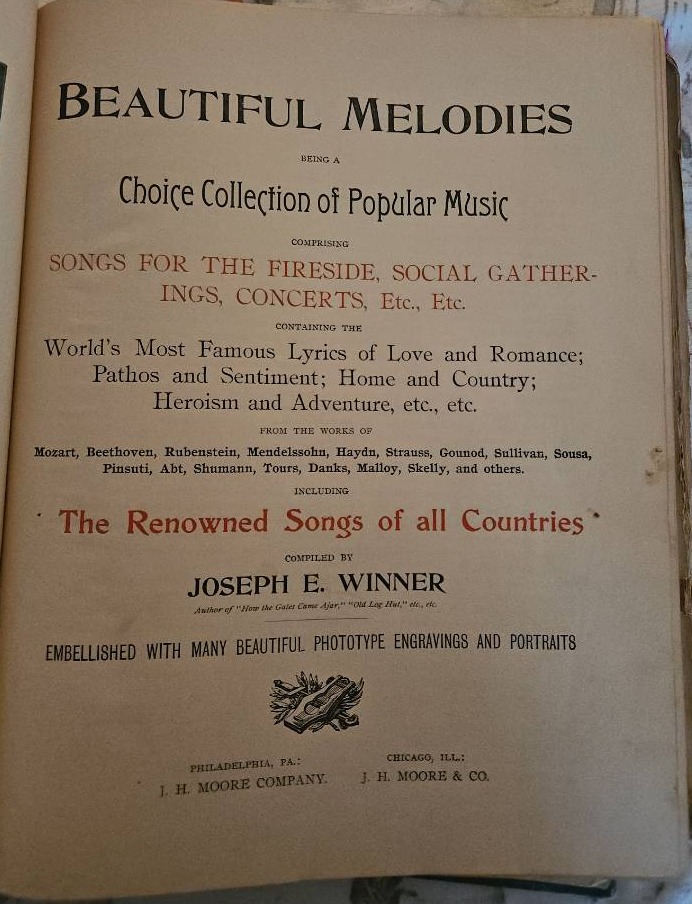 BEAUTIFUL MELODIES
BEING A
Choice Collection of Popular Music
COMPRISING
SONGS FOR THE FIRESIDE, SOCIAL GATHER-
INGS, CONCERTS, Etc., Etc.
CONTAINING THE
World's Most Famous Lyrics of Love and Romance;
Pathos and Sentiment; Home and Country;
Heroism and Adventure, etc., etc.
FROM THE WORKS OF
Mozart, Beethoven, Rubenstein, Mendelssohn, Haydn, Strauss, Gounod, Sullivan, Sousa,
Pinsuti, Abt, Shumann, Tours, Danks, Malloy, Skelly, and others.
INCLUDING
The Renowned Songs of all Countries
COMPILED BY
JOSEPH E. WINNER
Author of "How the Gates Came Ajar," "Old Log Hut," etc., etc.
EMBELLISHED WITH MANY BEAUTIFUL PHOTOTYPE ENGRAVINGS AND PORTRAITS
PHILADELPHIA, PA.: CHICAGO, ILL.:
J. H. MOORE COMPANY. J. H. MOORE & CO.